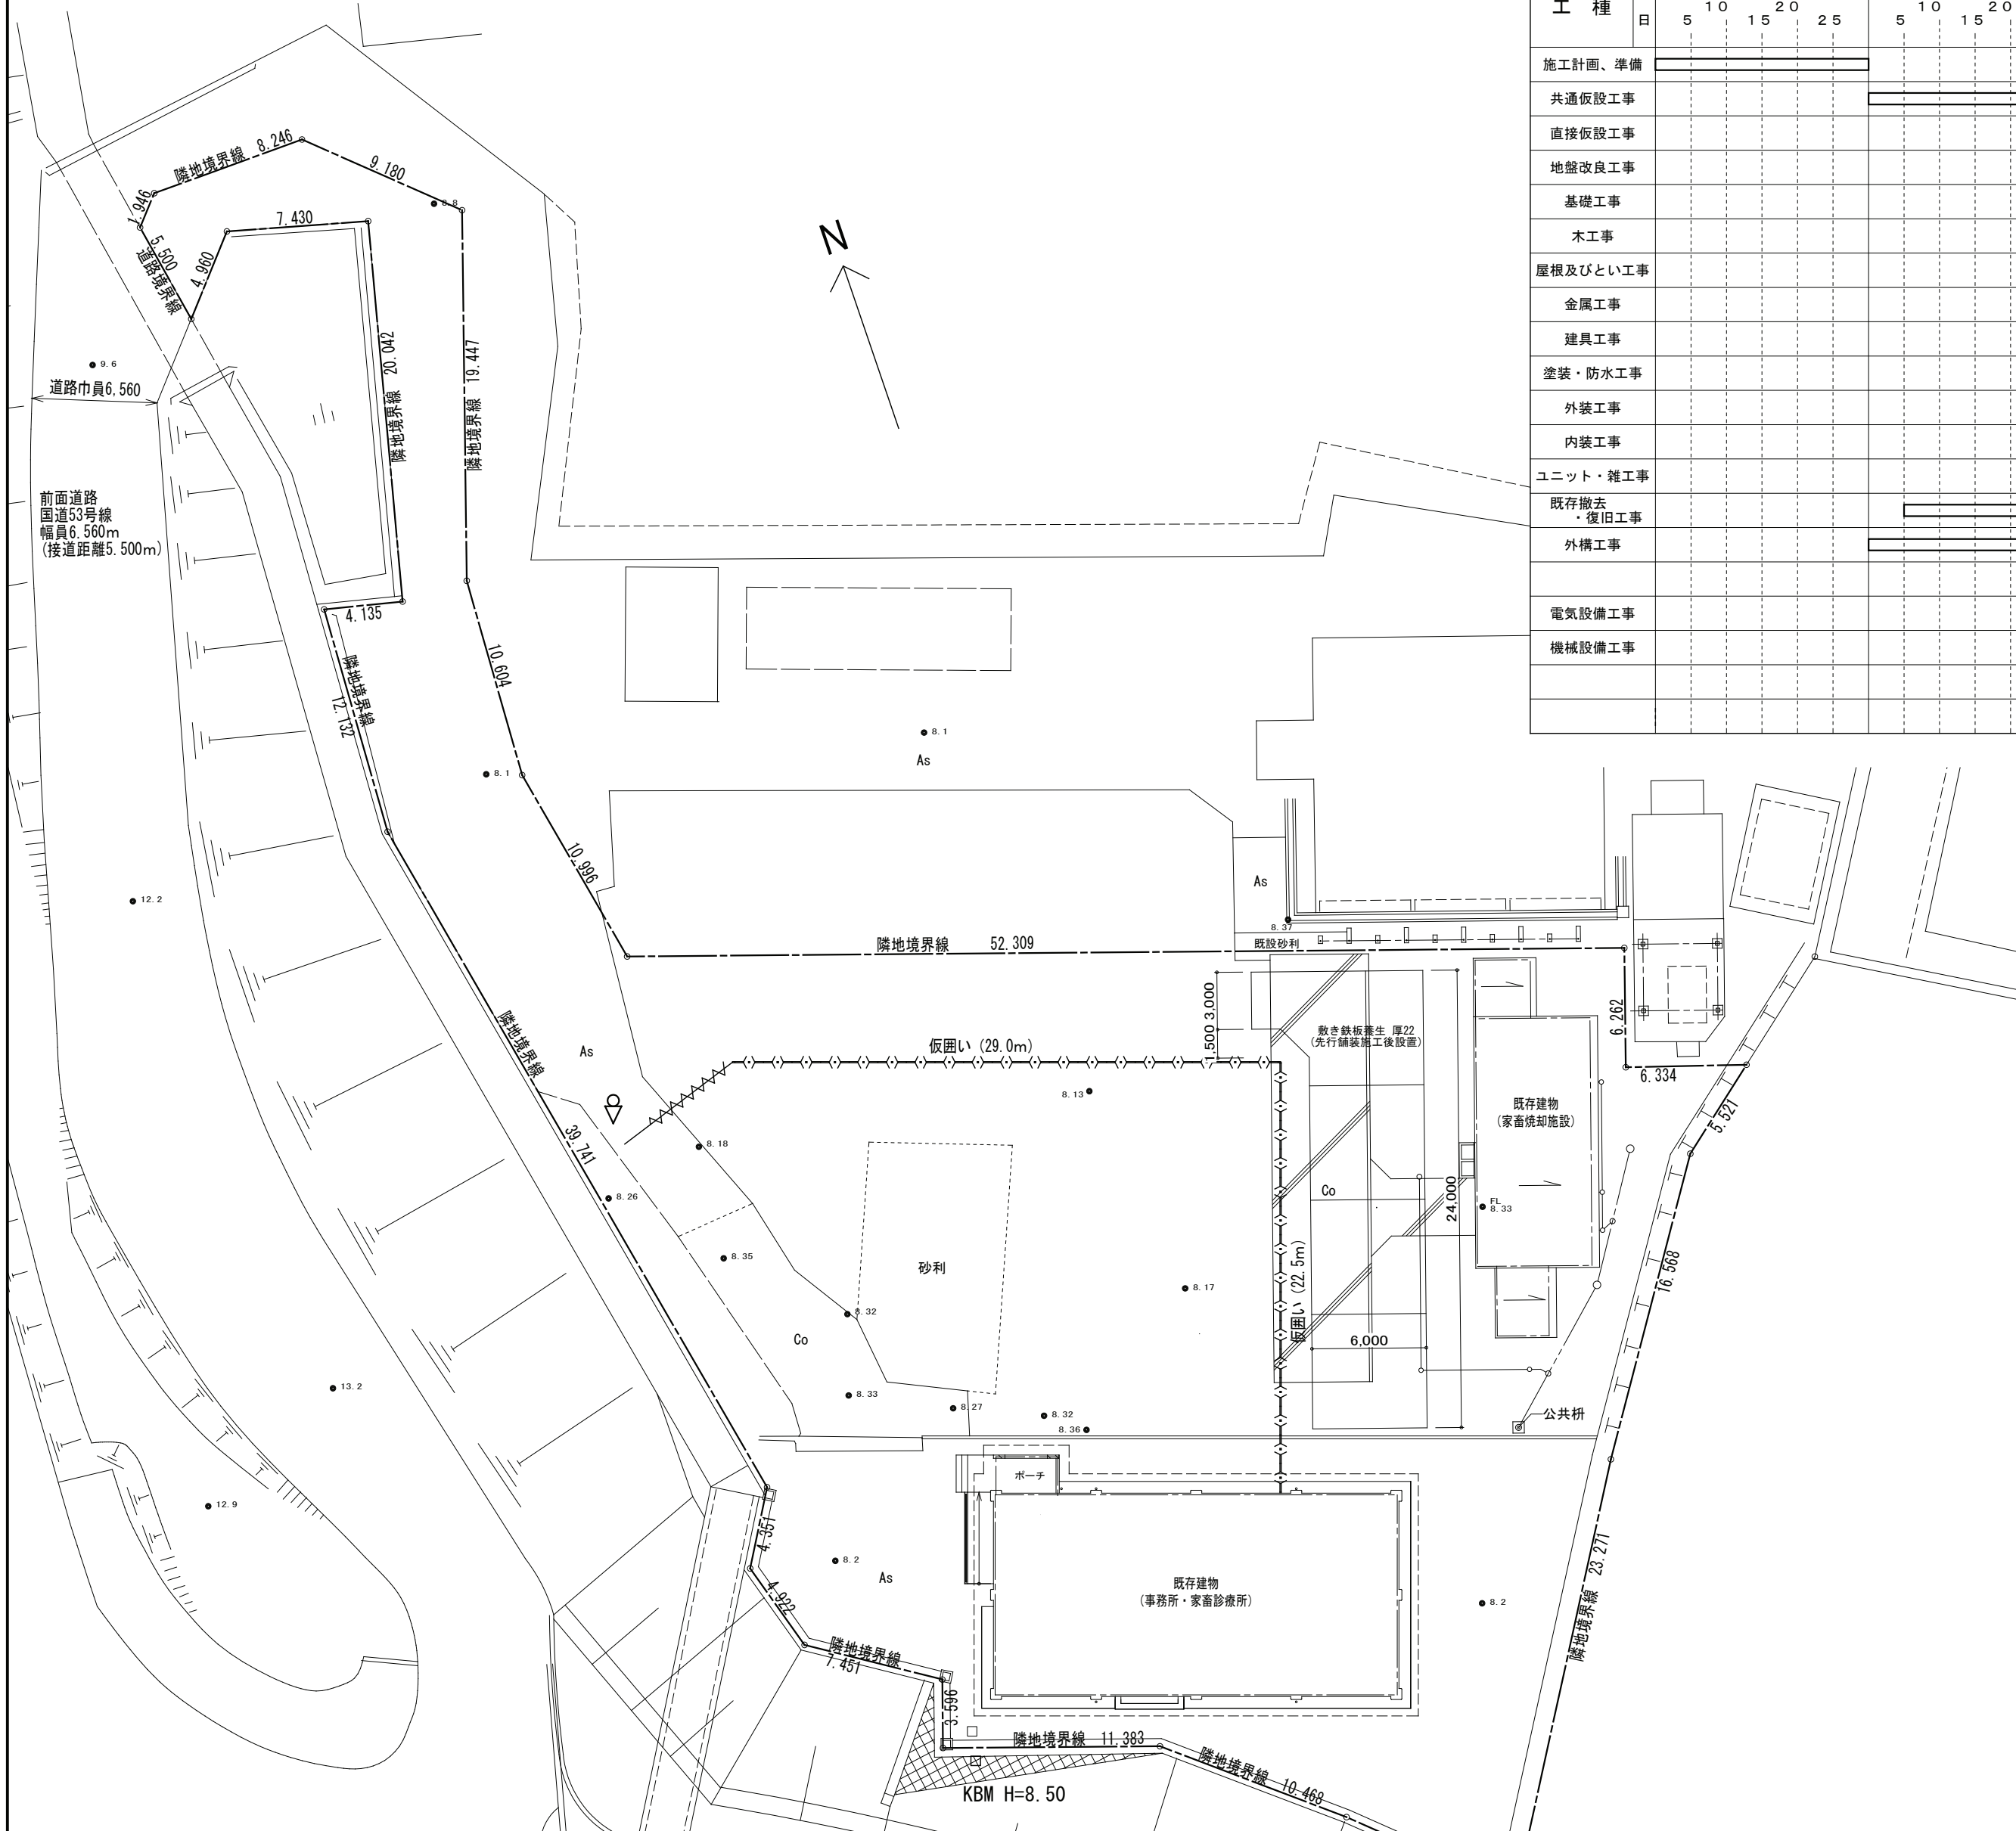 工 種
日
5 10 15 20 25
5 10 15 20
施工計画、準備
共通仮設工事
直接仮設工事
地盤改良工事
基礎工事
木工事
屋根及びとい工事
金属工事
建具工事
塗装・防水工事
外装工事
内装工事
ユニット・雑工事
既存撤去
・復旧工事
外構工事
電気設備工事
機械設備工事
隣地境界線 8.246
9.180
1.946
5.500
道路境界線
4.960
7.430
8.8
N
隣地境界線 20.042
隣地境界線 19.447
9.6
道路巾員6,560
前面道路
国道53号線
幅員6.560m
(接道距離5.500m)
4.135
隣地境界線
12.132
10.604
8.1
8.1
As
10.996
12.2
As
8.37
既設砂利
隣地境界線 52.309
6.262
6.334
5.521
1,500 3,000
敷き鉄板養生 厚22
(先行舗装施工後設置)
仮囲い (29.0m)
隣地境界線
39.741
As
8.13
既存建物
(家畜焼却施設)
8.18
8.26
Co
24,000
FL
8.33
8.35
砂利
8.17
仮囲い (22.5m)
16.568
8.32
Co
6,000
13.2
8.33
8.27
8.32
8.36
公共枡
ポーチ
12.9
4.351
8.2
As
4.922
既存建物
(事務所・家畜診療所)
8.2
隣地境界線 23.271
隣地境界線
7.451
3.596
隣地境界線 11.383
隣地境界線 10.468
KBM H=8.50